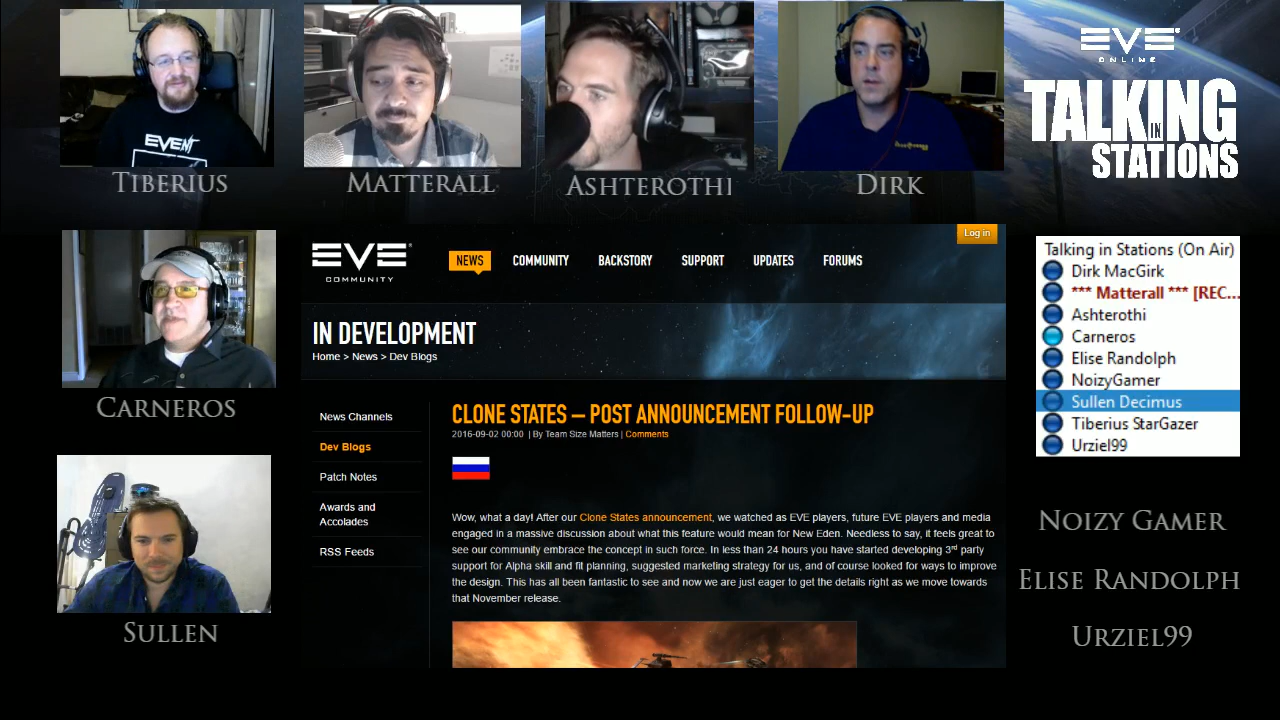 EVE
ONLINE
TALKING
IN
STATIONS
EVE
TIBERIUS
MATTERALL
ASHTEROTHI
DIRK
CARNEROS
SULLEN
EVE
COMMUNITY
Log in
NEWS COMMUNITY BACKSTORY SUPPORT UPDATES FORUMS
IN DEVELOPMENT
Home > News > Dev Blogs
News Channels
Dev Blogs
Patch Notes
Awards and
Accolades
RSS Feeds
CLONE STATES – POST ANNOUNCEMENT FOLLOW-UP
2016-09-02 00:00 | By Team Size Matters | Comments
Wow, what a day! After our Clone States announcement, we watched as EVE players, future EVE players and media
engaged in a massive discussion about what this feature would mean for New Eden. Needless to say, it feels great to
see our community embrace the concept in such force. In less than 24 hours you have started developing 3rd party
support for Alpha skill and fit planning, suggested marketing strategy for us, and of course looked for ways to improve
the design. This has all been fantastic to see and now we are just eager to get the details right as we move towards
that November release.
Talking in Stations (On Air)
Dirk MacGirk
*** Matterall *** [REC...
Ashterothi
Carneros
Elise Randolph
NoizyGamer
Sullen Decimus
Tiberius StarGazer
Urziel99
NOIZY GAMER
ELISE RANDOLPH
URZIEL99